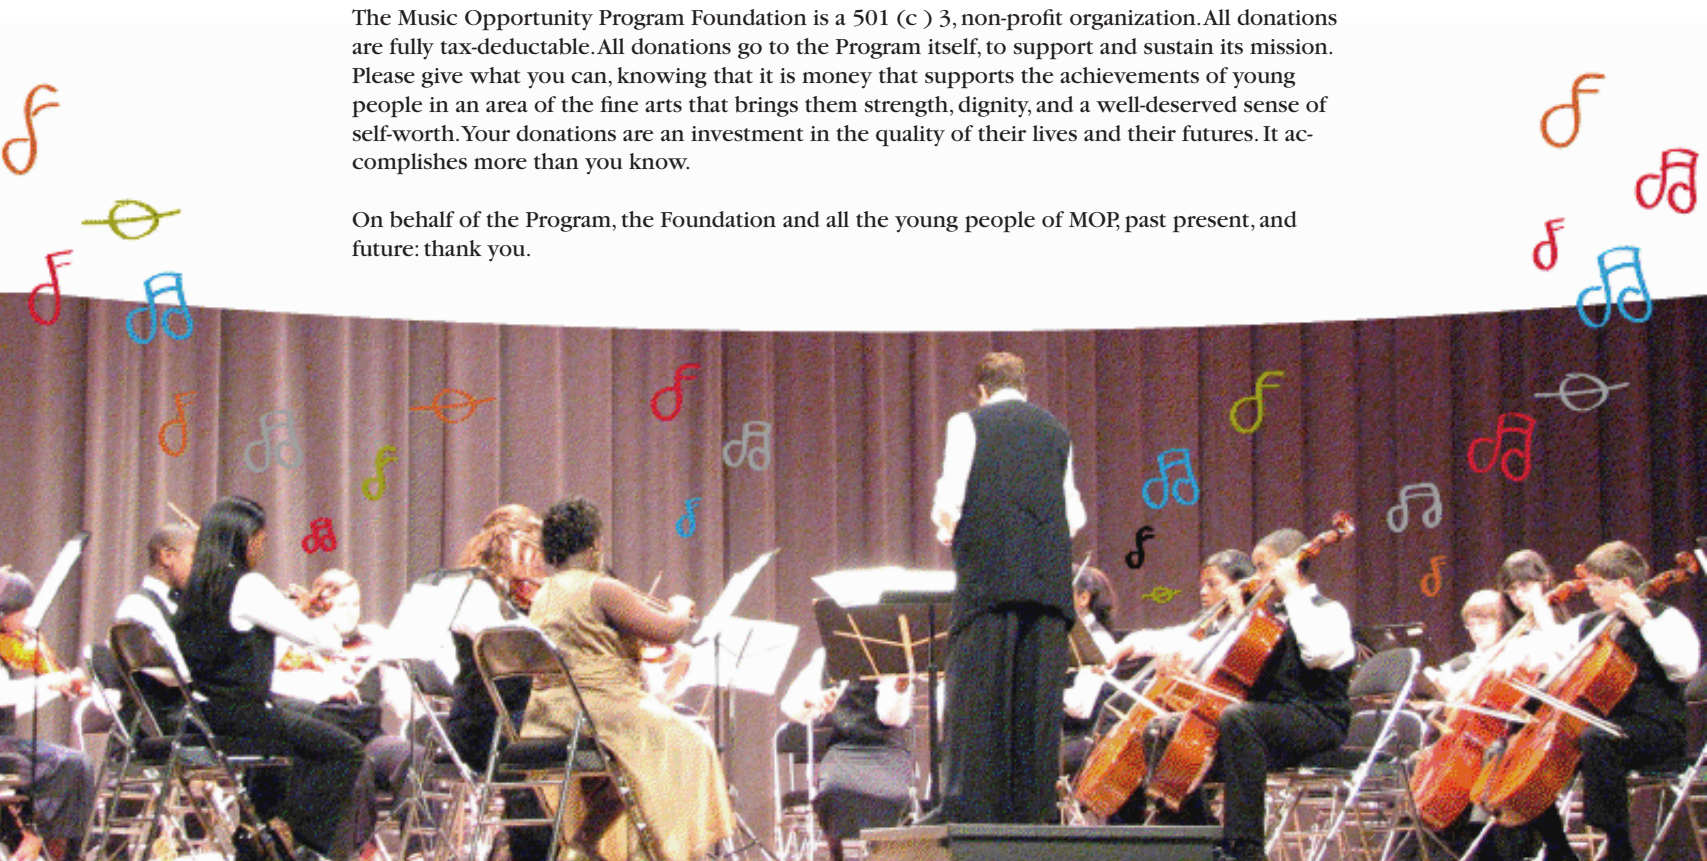 The Music Opportunity Program Foundation is a 501 (c ) 3, non-profit organization. All donations
are fully tax-deductable. All donations go to the Program itself, to support and sustain its mission.
Please give what you can, knowing that it is money that supports the achievements of young
people in an area of the fine arts that brings them strength, dignity, and a well-deserved sense of
self-worth. Your donations are an investment in the quality of their lives and their futures. It ac-
complishes more than you know.
On behalf of the Program, the Foundation and all the young people of MOP, past present, and
future: thank you.